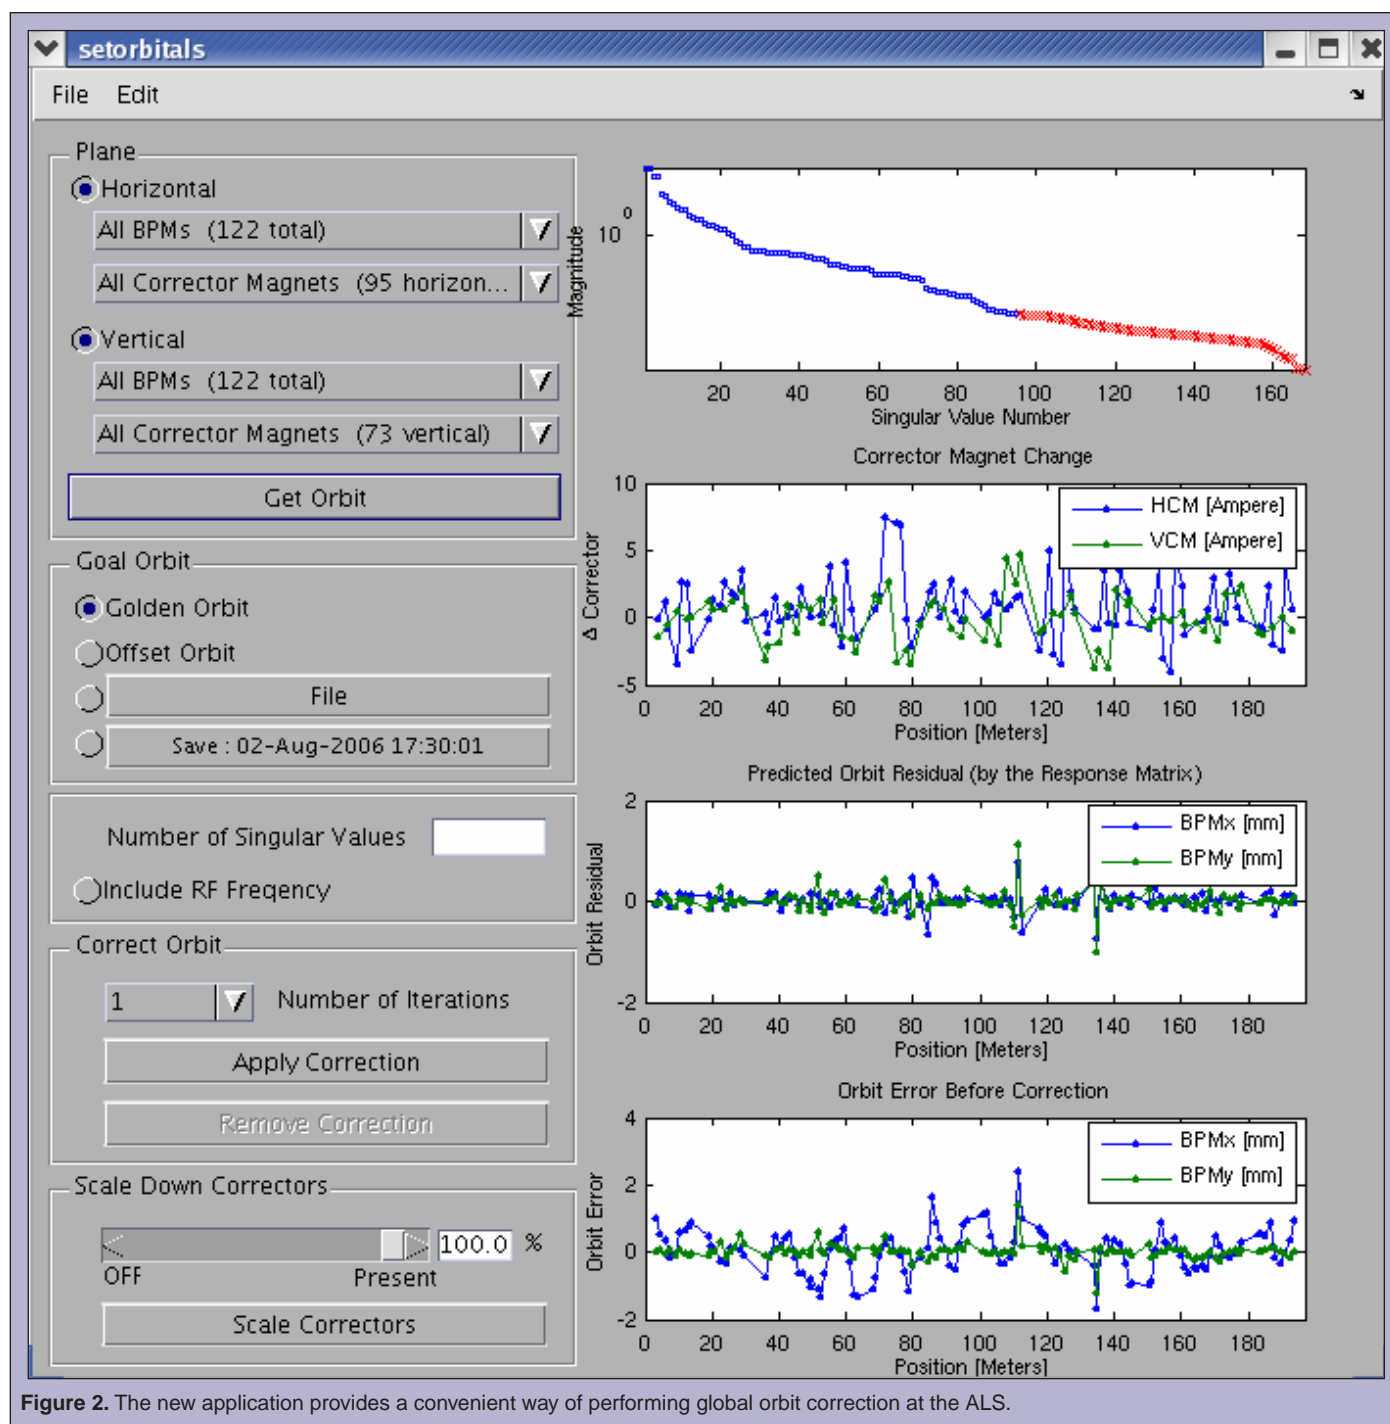 setorbitals
File Edit
Plane
Horizontal
All BPMs (122 total)
All Corrector Magnets (95 horizon...
Vertical
All BPMs (122 total)
All Corrector Magnets (73 vertical)
Get Orbit
Goal Orbit
Golden Orbit
Offset Orbit
File
Save : 02-Aug-2006 17:30:01
Number of Singular Values
Include RF Freqency
Correct Orbit
1 Number of Iterations
Apply Correction
Remove Correction
Scale Down Correctors
100.0 %
OFF Present
Scale Correctors
Magnitude
10 0
20 40 60 80 100 120 140 160
Singular Value Number
Corrector Magnet Change
Δ Corrector
10
5
0
-5
HCM [Ampere]
VCM [Ampere]
0 20 40 60 80 100 120 140 160 180
Position [Meters]
Predicted Orbit Residual (by the Response Matrix)
Orbit Residual
2
0
-2
BPMx [mm]
BPMy [mm]
0 20 40 60 80 100 120 140 160 180
Position [Meters]
Orbit Error Before Correction
Orbit Error
4
2
0
-2
BPMx [mm]
BPMy [mm]
0 20 40 60 80 100 120 140 160 180
Position [Meters]
Figure 2. The new application provides a convenient way of performing global orbit correction at the ALS.